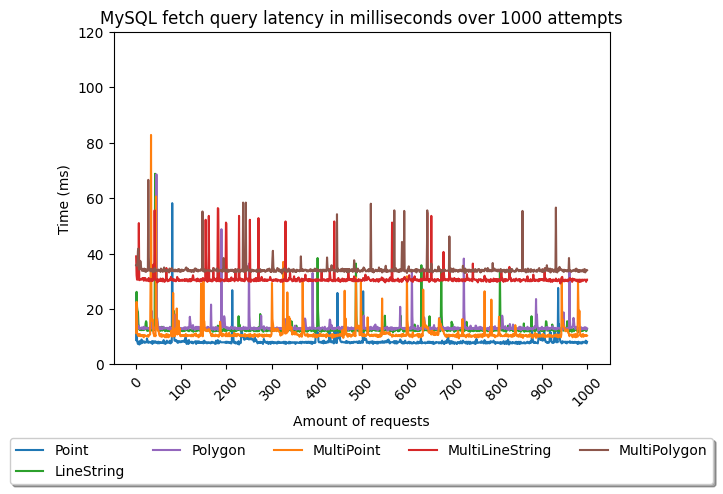 MySQL fetch query latency in milliseconds over 1000 attempts
120
100
80
60
40
20
0
Time (ms)
0 100 200 300 400 500 600 700 800 900 1000
Amount of requests
Point Polygon MultiPoint MultiLineString MultiPolygon
LineString